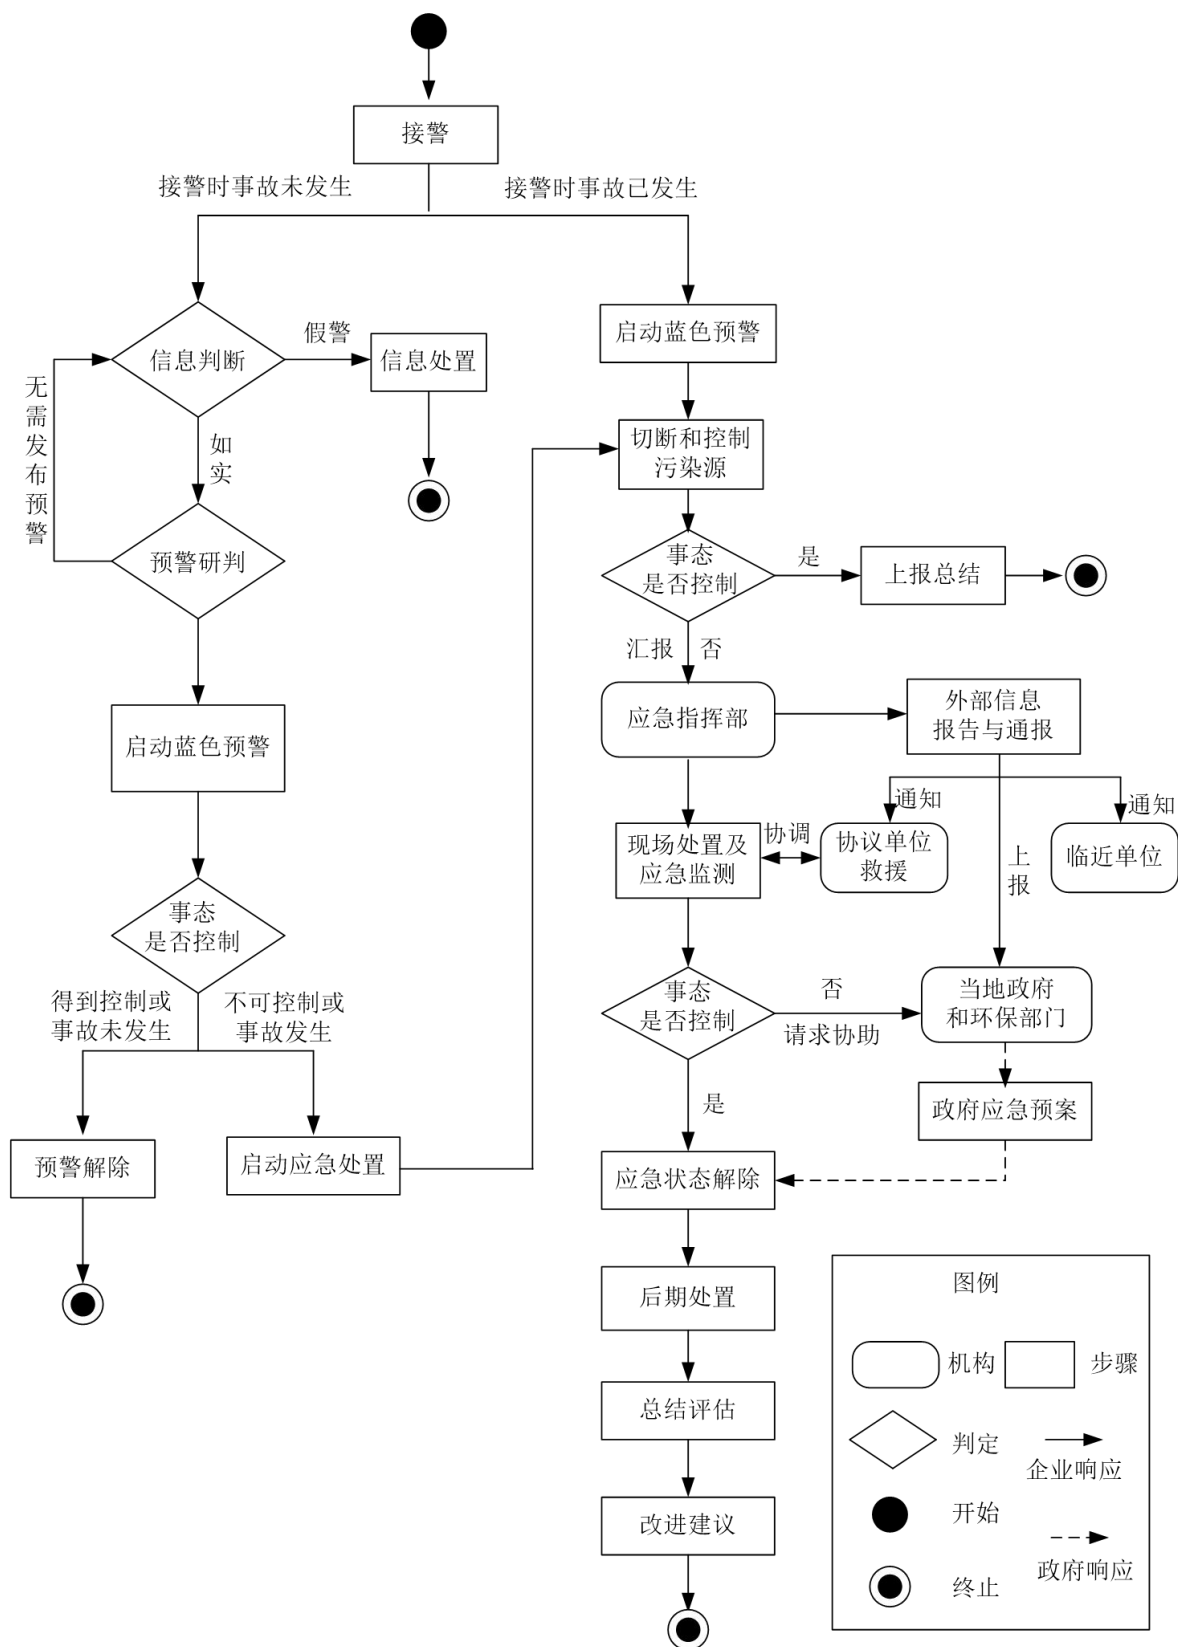 接警
接警时事故未发生
接警时事故已发生
信息判断
假警
信息处置
无需发布预警
如实
预警研判
启动蓝色预警
事态
是否控制
得到控制或
事故未发生
不可控制或
事故发生
预警解除
启动应急处置
启动蓝色预警
切断和控制
污染源
事态
是否控制
是
上报总结
汇报
否
应急指挥部
外部信息
报告与通报
通知
通知
上报
现场处置及
应急监测
协调
协议单位
救援
临近单位
事态
是否控制
否
请求协助
当地政府
和环保部门
政府应急预案
是
应急状态解除
后期处置
总结评估
改进建议
图例
机构
步骤
判定
企业响应
开始
政府响应
终止